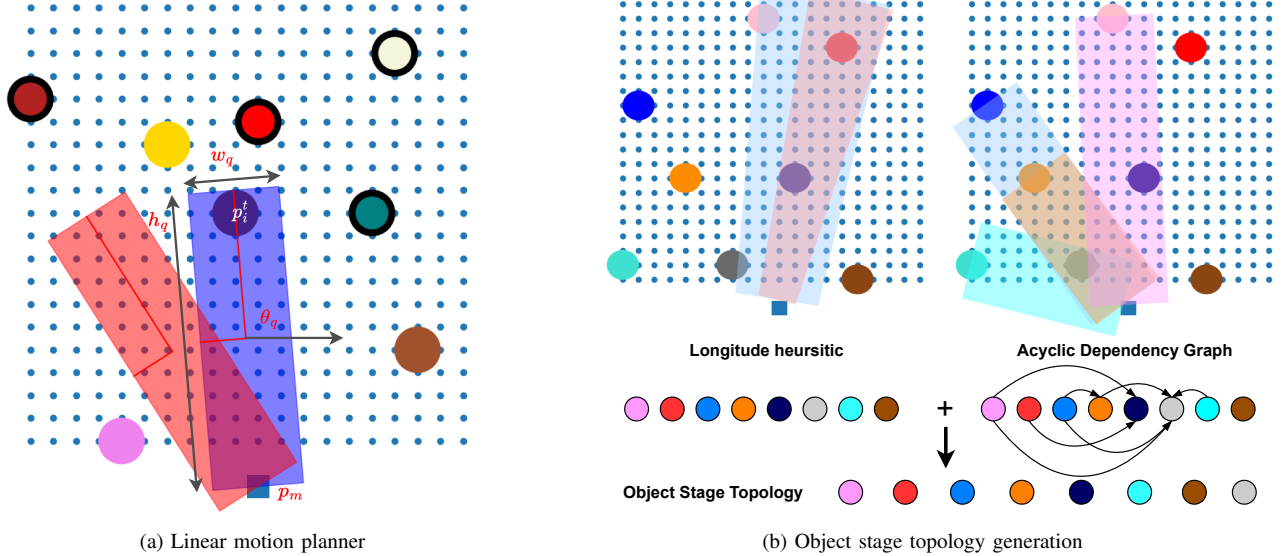 w_q
p_i^t
h_q
θ_q
p_m
(a) Linear motion planner
Longitude heursitic
Acyclic Dependency Graph
+
Object Stage Topology
(b) Object stage topology generation